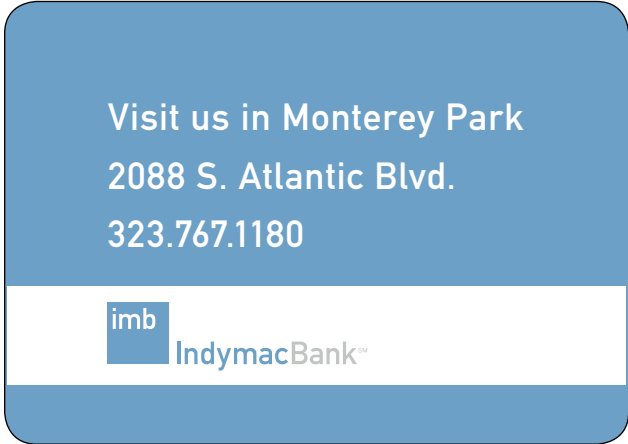 Visit us in Monterey Park
2088 S. Atlantic Blvd.
323.767.1180
imb
IndymacBank℠